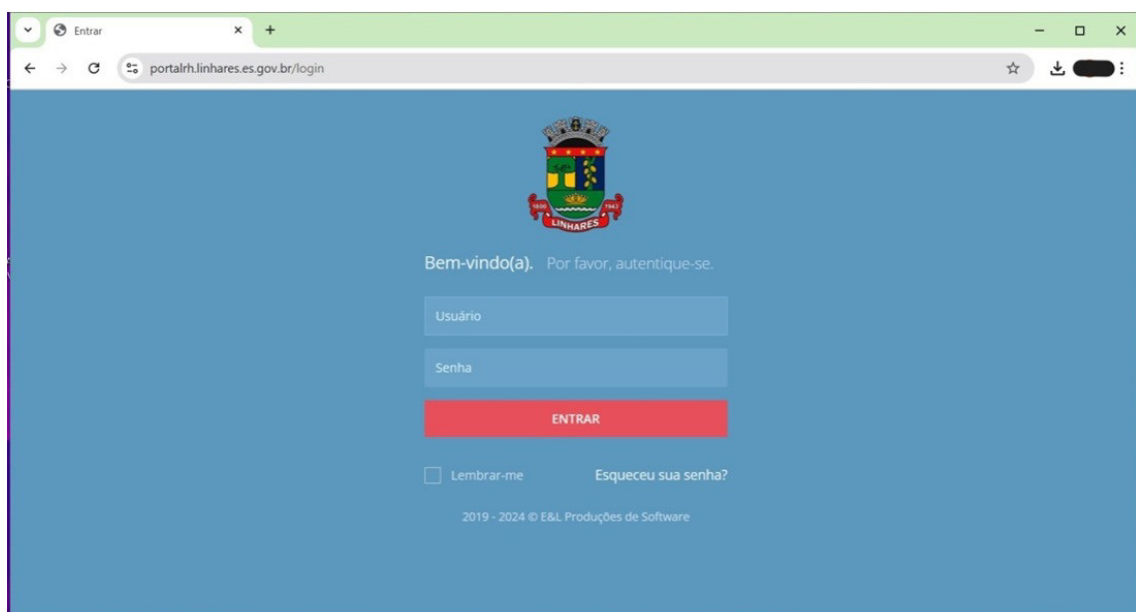 Entrar
portalrh.linhares.es.gov.br/login
1800 1943
LINHARES
Bem-vindo(a). Por favor, autentique-se.
Usuário
Senha
ENTRAR
Lembrar-me Esqueceu sua senha?
2019 - 2024 © E&L Produções de Software